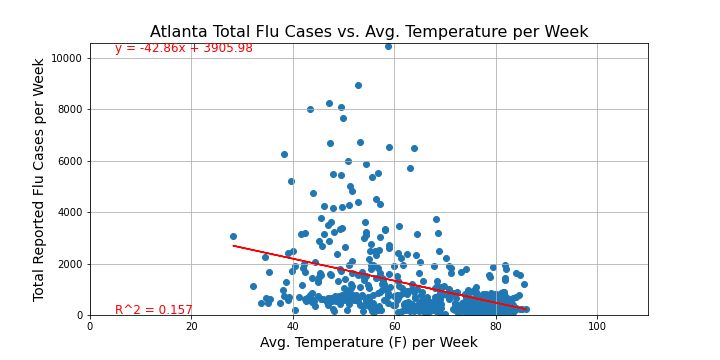 Atlanta Total Flu Cases vs. Avg. Temperature per Week
y = -42.86x + 3905.98
10000
8000
6000
4000
2000
0
Total Reported Flu Cases per Week
R^2 = 0.157
0 20 40 60 80 100
Avg. Temperature (F) per Week